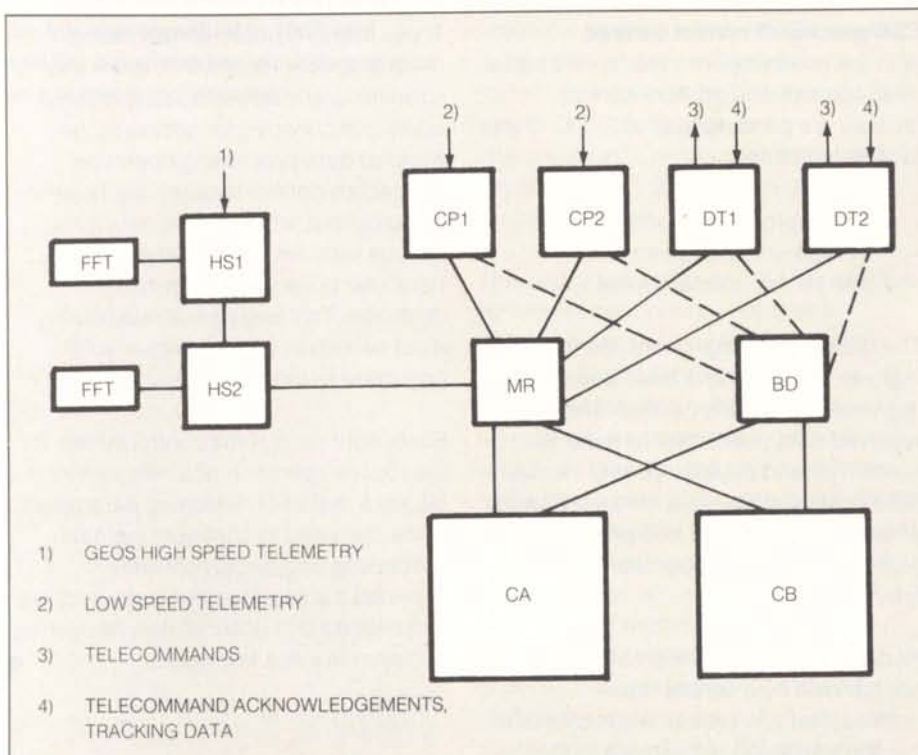 2) 2) 3) 4) 3) 4)
1)
CP1 CP2 DT1 DT2
FFT HS1
FFT HS2 MR BD
CA CB
1) GEOS HIGH SPEED TELEMETRY
2) LOW SPEED TELEMETRY
3) TELECOMMANDS
4) TELECOMMAND ACKNOWLEDGEMENTS,
TRACKING DATA